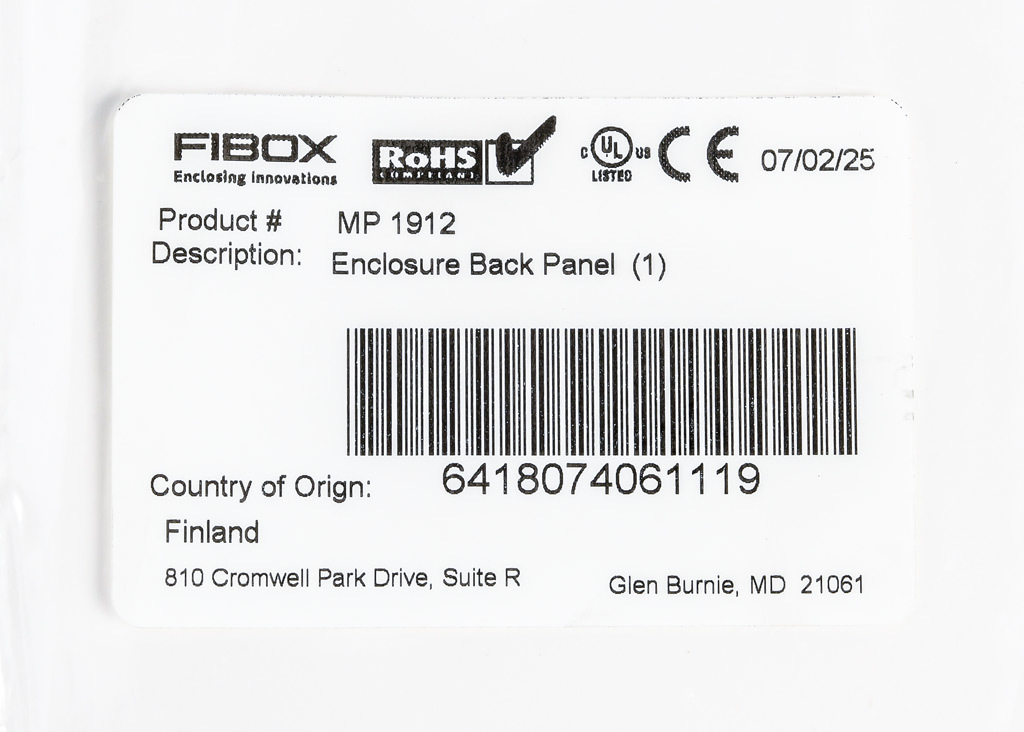 FIBOX
Enclosing Innovations
RoHS
COMPLIANT
C UL US
LISTED
CE
07/02/25
Product # MP 1912
Description: Enclosure Back Panel (1)
6418074061119
Country of Orign:
Finland
810 Cromwell Park Drive, Suite R Glen Burnie, MD 21061